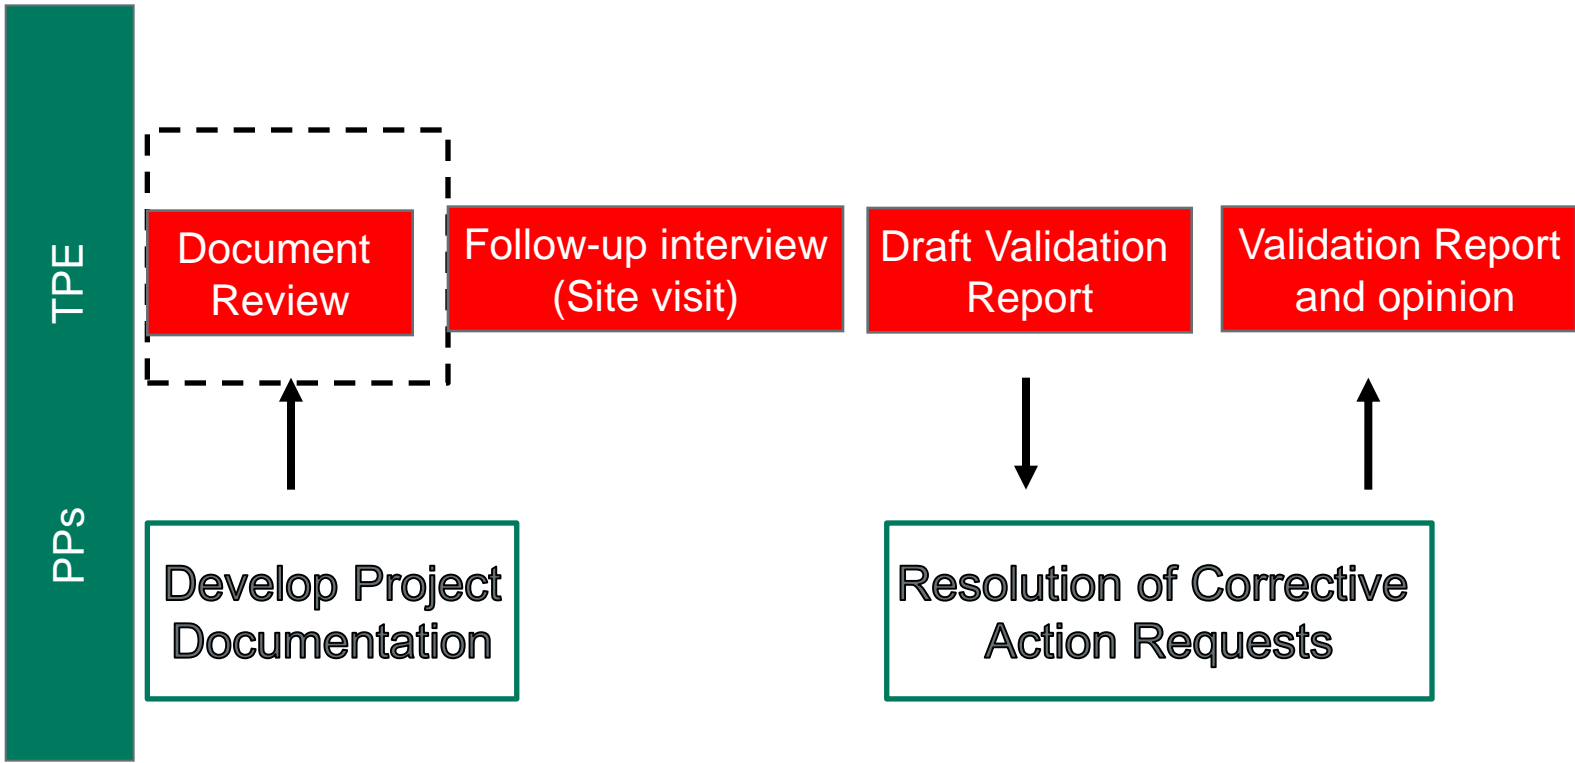 TPE
Document
Review
Follow-up interview
(Site visit)
Draft Validation
Report
Validation Report
and opinion
PPs
Develop Project
Documentation
Resolution of Corrective
Action Requests